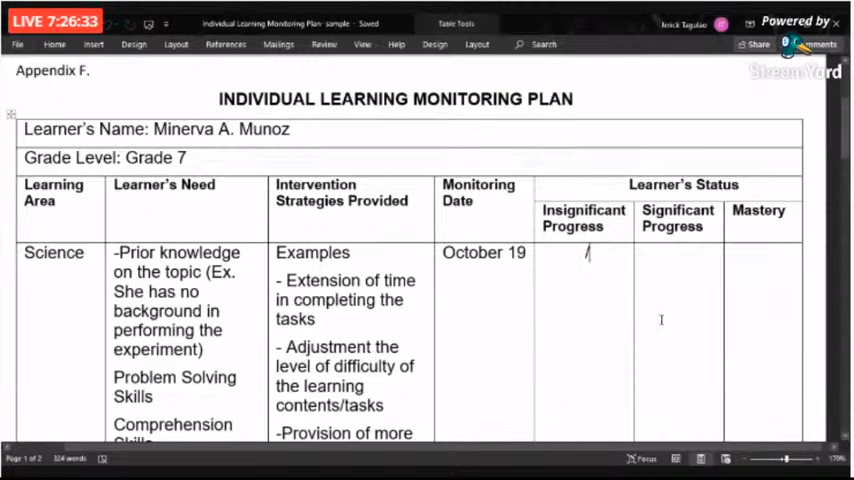 LIVE 7:26:33
Individual Learning Monitoring Plan- sample - Saved
Table Tools
Jerick Tagulao
JT
Powered by
File Home Insert Design Layout References Mailings Review View Help Design Layout Search
Share
Comments
StreamYard
Appendix F.
INDIVIDUAL LEARNING MONITORING PLAN
Learner's Name: Minerva A. Munoz
Grade Level: Grade 7
Learning
Area
Learner's Need
Intervention
Strategies Provided
Monitoring
Date
Learner's Status
Insignificant
Progress
Significant
Progress
Mastery
Science
-Prior knowledge
on the topic (Ex.
She has no
background in
performing the
experiment)
Problem Solving
Skills
Comprehension
Skills
Examples
- Extension of time
in completing the
tasks
- Adjustment the
level of difficulty of
the learning
contents/tasks
-Provision of more
October 19
/
Page 1 of 2 324 words
Focus
170%